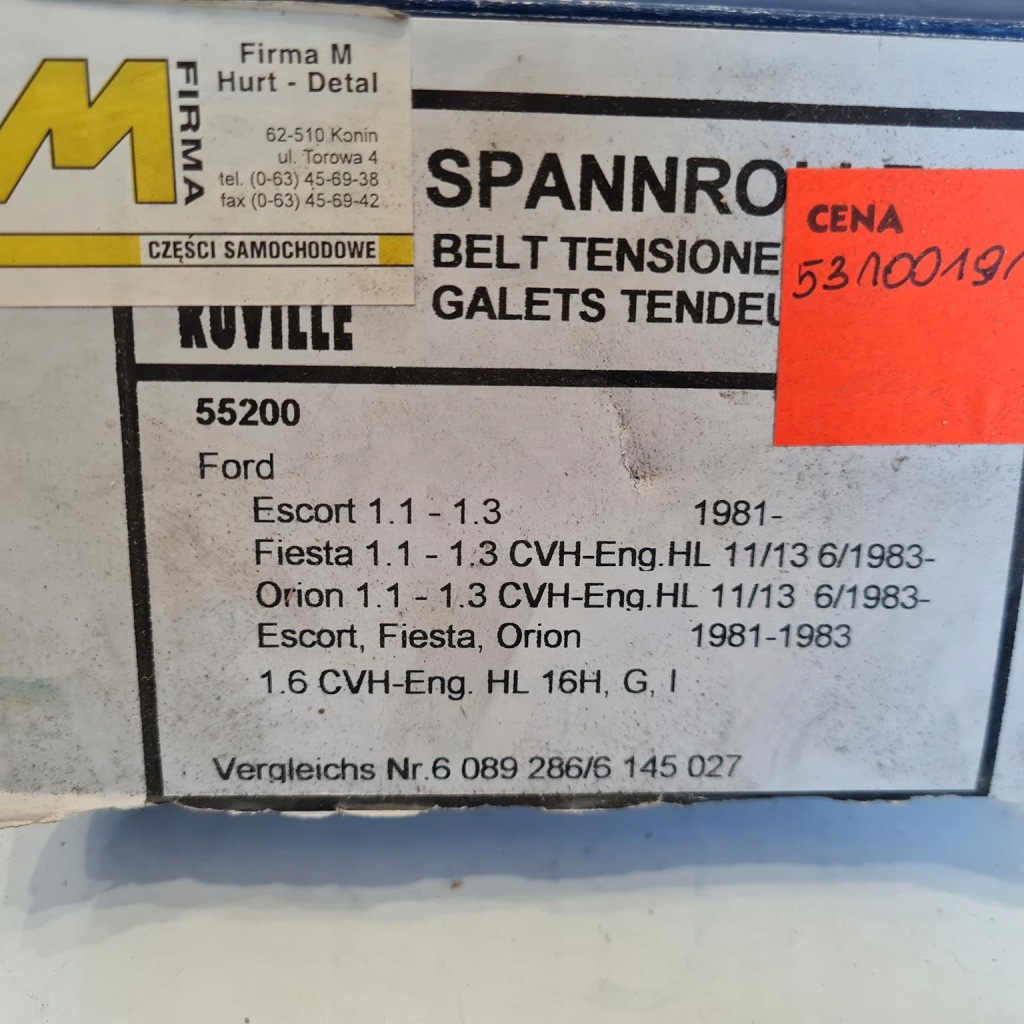 M
FIRMA
Firma M
Hurt - Detal
62-510 Konin
ul. Torowa 4
tel. (0-63) 45-69-38
fax (0-63) 45-69-42
CZĘŚCI SAMOCHODOWE
RUVILLE
SPANNRO
BELT TENSIONE
GALETS TENDEU
CENA
55200
Ford
Escort 1.1 - 1.3 1981-
Fiesta 1.1 - 1.3 CVH-Eng.HL 11/13 6/1983-
Orion 1.1 - 1.3 CVH-Eng.HL 11/13 6/1983-
Escort, Fiesta, Orion 1981-1983
1.6 CVH-Eng. HL 16H, G, I
Vergleichs Nr.6 089 286/6 145 027